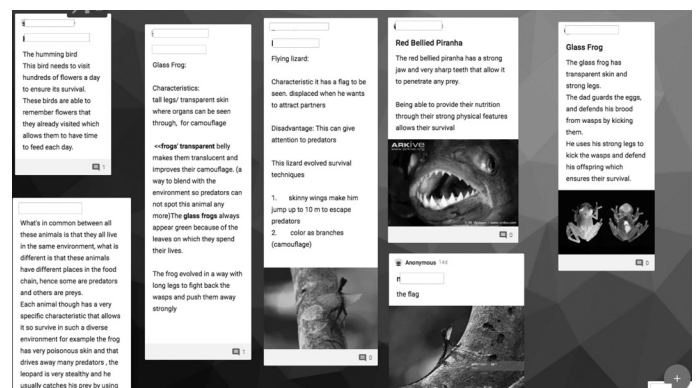 The humming bird
This bird needs to visit
hundreds of flowers a day
to ensure its survival.
These birds are able to
remember flowers that
they already visited which
allows them to have time
to feed each day.
1
What's in common between all
these animals is that they all live
in the same environment, what is
different is that these animals
have different places in the food
chain, hence some are predators
and others are preys.
Each animal though has a very
specific characteristic that allows
it so survive in such a diverse
environment for example the frog
has very poisonous skin and that
drives away many predators , the
leopard is very stealthy and he
usually catches his prey by using
Glass Frog:
Characteristics:
tall legs/ transparent skin
where organs can be seen
through, for camouflage
<<frogs' transparent belly
makes them translucent and
improves their camouflage. (a
way to blend with the
environment so predators can
not spot this animal any
more)The glass frogs always
appear green because of the
leaves on which they spend
their lives.
The frog evolved in a way with
long legs to fight back the
wasps and push them away
strongly
1
Flying lizard:
Characteristic it has a flag to be
seen. displaced when he wants
to attract partners
Disadvantage: This can give
attention to predators
This lizard evolved survival
techniques
1. skinny wings make him
jump up to 10 m to escape
predators
2. color as branches
(camouflage)
0
Red Bellied Piranha
The red bellied piranha has a strong
jaw and very sharp teeth that allow it
to penetrate any prey.
Being able to provide their nutrition
through their strong physical features
allows their survival
ARKIVE
0
Anonymous 14d
the flag
Glass Frog
The glass frog has
transparent skin and
strong legs.
The dad guards the eggs,
and defends his brood
from wasps by kicking
them.
He uses his strong legs to
kick the wasps and defend
his offspring which
ensures their survival.
0
+